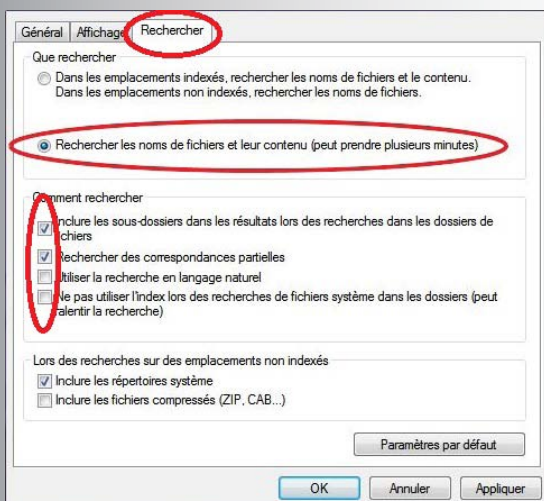 Général Affichage Rechercher
Que rechercher
Dans les emplacements indexés, rechercher les noms de fichiers et le contenu.
Dans les emplacements non indexés, rechercher les noms de fichiers.
Rechercher les noms de fichiers et leur contenu (peut prendre plusieurs minutes)
Comment rechercher
Inclure les sous-dossiers dans les résultats lors des recherches dans les dossiers de
fichiers
Rechercher des correspondances partielles
Utiliser la recherche en langage naturel
Ne pas utiliser l'index lors des recherches de fichiers système dans les dossiers (peut
ralentir la recherche)
Lors des recherches sur des emplacements non indexés
Inclure les répertoires système
Inclure les fichiers compressés (ZIP, CAB...)
Paramètres par défaut
OK Annuler Appliquer